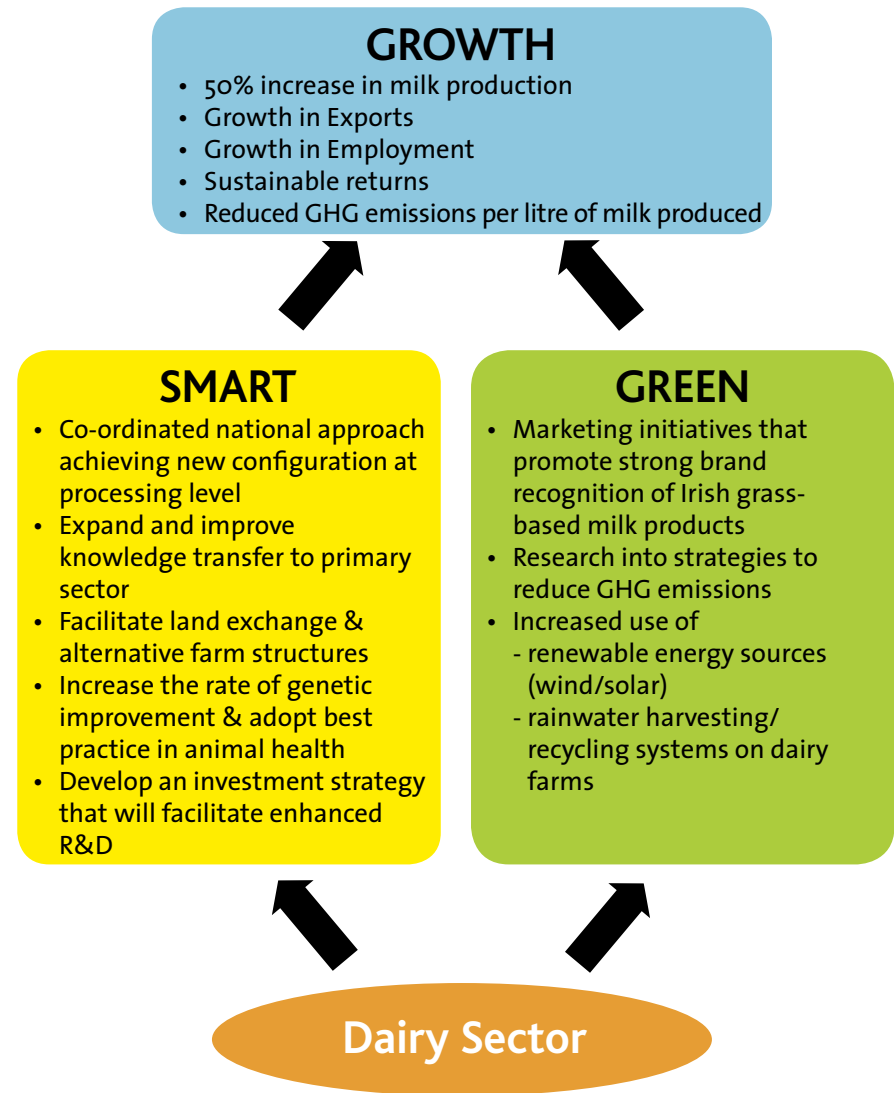 GROWTH
• 50% increase in milk production
• Growth in Exports
• Growth in Employment
• Sustainable returns
• Reduced GHG emissions per litre of milk produced
SMART
• Co-ordinated national approach
achieving new configuration at
processing level
• Expand and improve
knowledge transfer to primary
sector
• Facilitate land exchange &
alternative farm structures
• Increase the rate of genetic
improvement & adopt best
practice in animal health
• Develop an investment strategy
that will facilitate enhanced
R&D
GREEN
• Marketing initiatives that
promote strong brand
recognition of Irish grass-
based milk products
• Research into strategies to
reduce GHG emissions
• Increased use of
- renewable energy sources
(wind/solar)
- rainwater harvesting/
recycling systems on dairy
farms
Dairy Sector